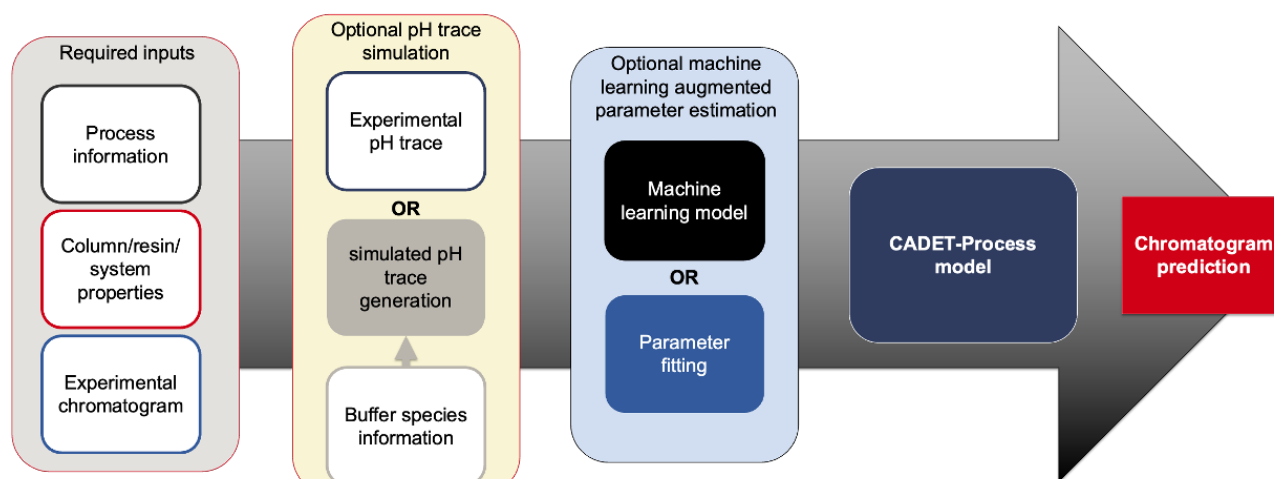 Required inputs
Process
information
Column/resin/
system
properties
Experimental
chromatogram
Optional pH trace
simulation
Experimental
pH trace
OR
simulated pH
trace
generation
Buffer species
information
Optional machine
learning augmented
parameter estimation
Machine
learning model
OR
Parameter
fitting
CADET-Process
model
Chromatogram
prediction